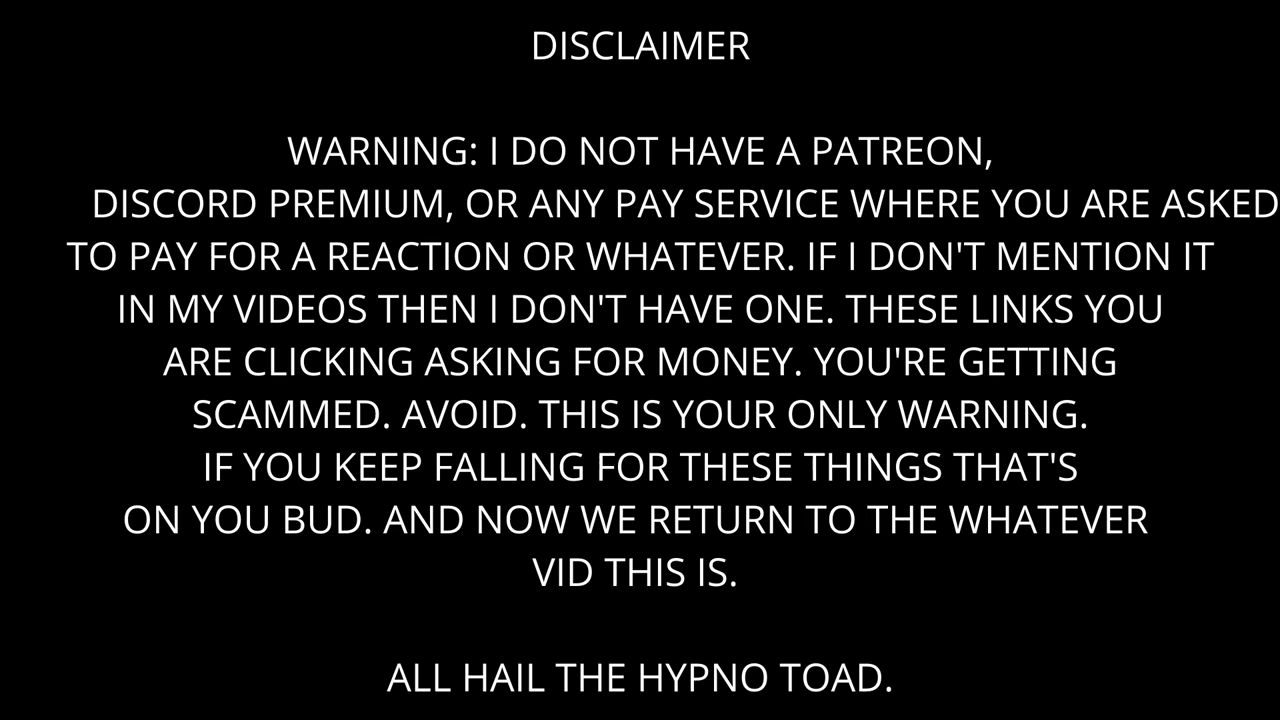 DISCLAIMER
WARNING: I DO NOT HAVE A PATREON,
DISCORD PREMIUM, OR ANY PAY SERVICE WHERE YOU ARE ASKED
TO PAY FOR A REACTION OR WHATEVER. IF I DON'T MENTION IT
IN MY VIDEOS THEN I DON'T HAVE ONE. THESE LINKS YOU
ARE CLICKING ASKING FOR MONEY. YOU'RE GETTING
SCAMMED. AVOID. THIS IS YOUR ONLY WARNING.
IF YOU KEEP FALLING FOR THESE THINGS THAT'S
ON YOU BUD. AND NOW WE RETURN TO THE WHATEVER
VID THIS IS.
ALL HAIL THE HYPNO TOAD.